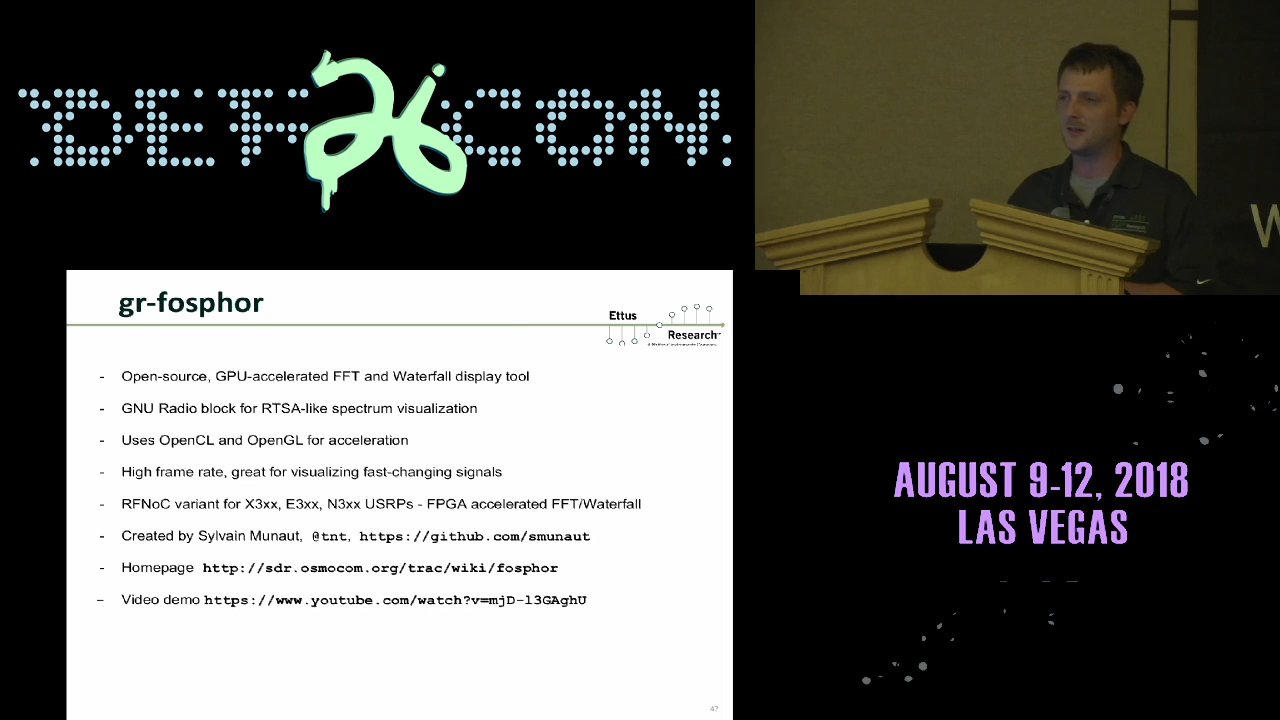 DEF 26 CON
W
gr-fosphor
Ettus
Research
- Open-source, GPU-accelerated FFT and Waterfall display tool
- GNU Radio block for RTSA-like spectrum visualization
- Uses OpenCL and OpenGL for acceleration
- High frame rate, great for visualizing fast-changing signals
- RFNoC variant for X3xx, E3xx, N3xx USRPs - FPGA accelerated FFT/Waterfall
- Created by Sylvain Munaut, @tnt, https://github.com/smunaut
- Homepage http://sdr.osmocom.org/trac/wiki/fosphor
- Video demo https://www.youtube.com/watch?v=mjD-l3GAghU
47
AUGUST 9-12, 2018
LAS VEGAS